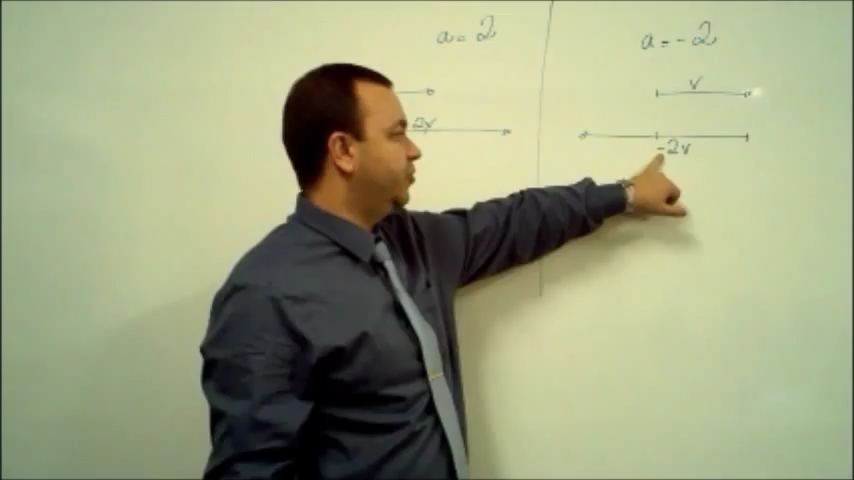 a = 2
2v
a = -2
v
-2v